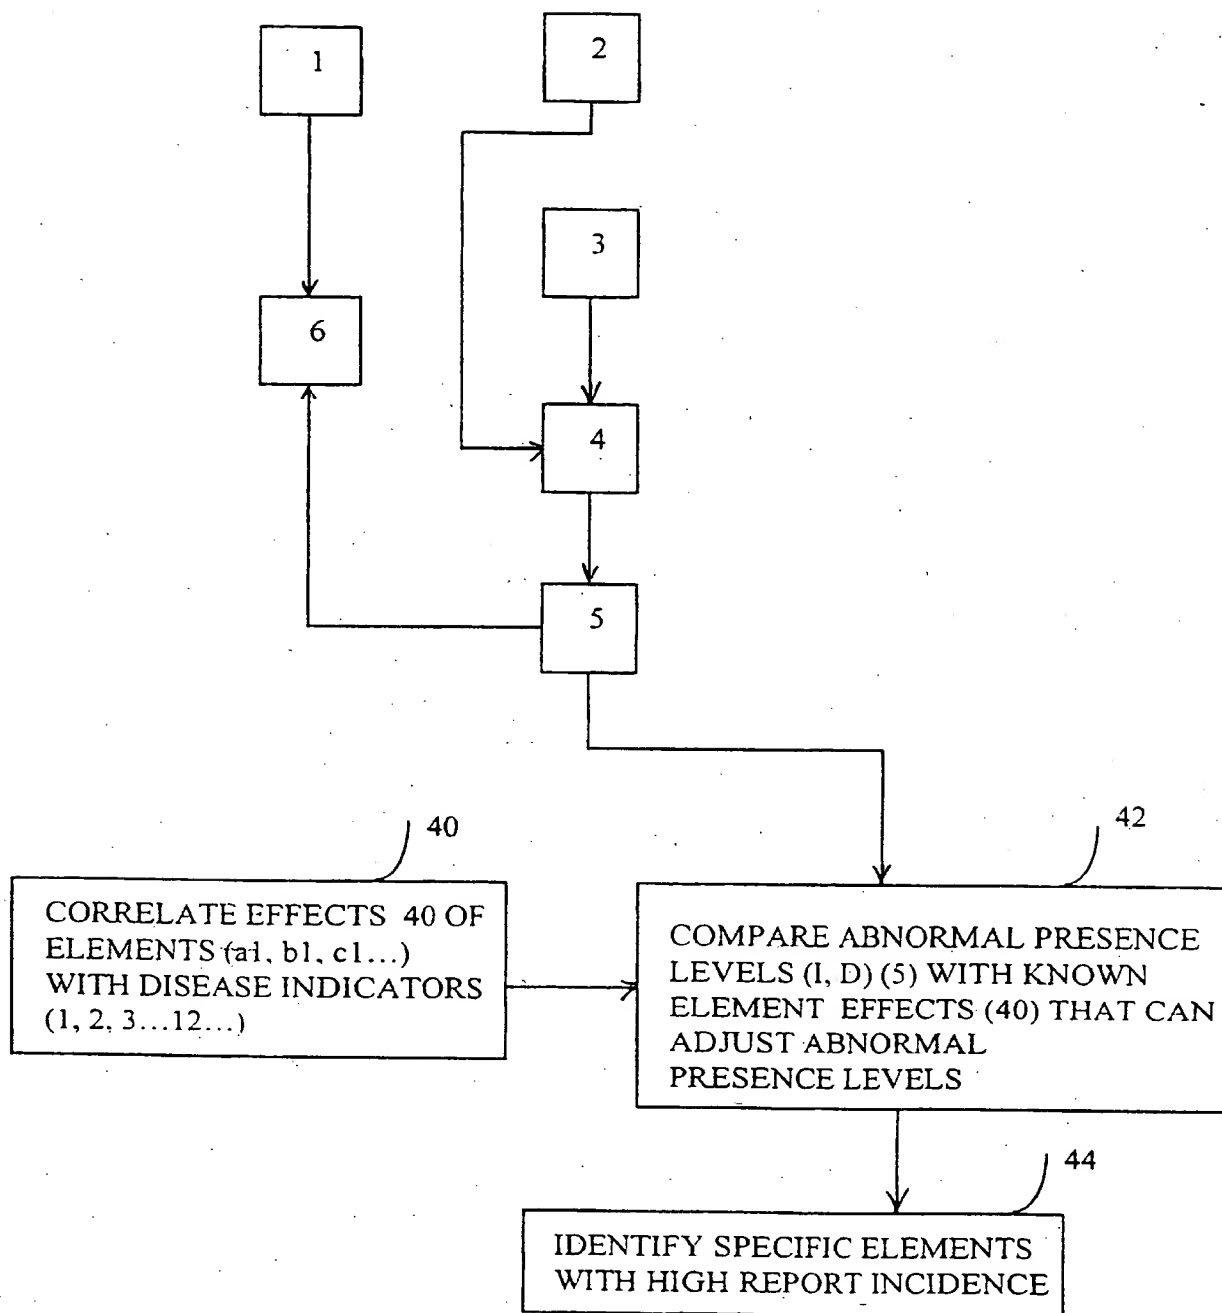 1
2
3
6
4
5
40
42
CORRELATE EFFECTS 40 OF
ELEMENTS (a1, b1, c1...)
WITH DISEASE INDICATORS
(1, 2, 3...12...)
COMPARE ABNORMAL PRESENCE
LEVELS (I, D) (5) WITH KNOWN
ELEMENT EFFECTS (40) THAT CAN
ADJUST ABNORMAL
PRESENCE LEVELS
44
IDENTIFY SPECIFIC ELEMENTS
WITH HIGH REPORT INCIDENCE